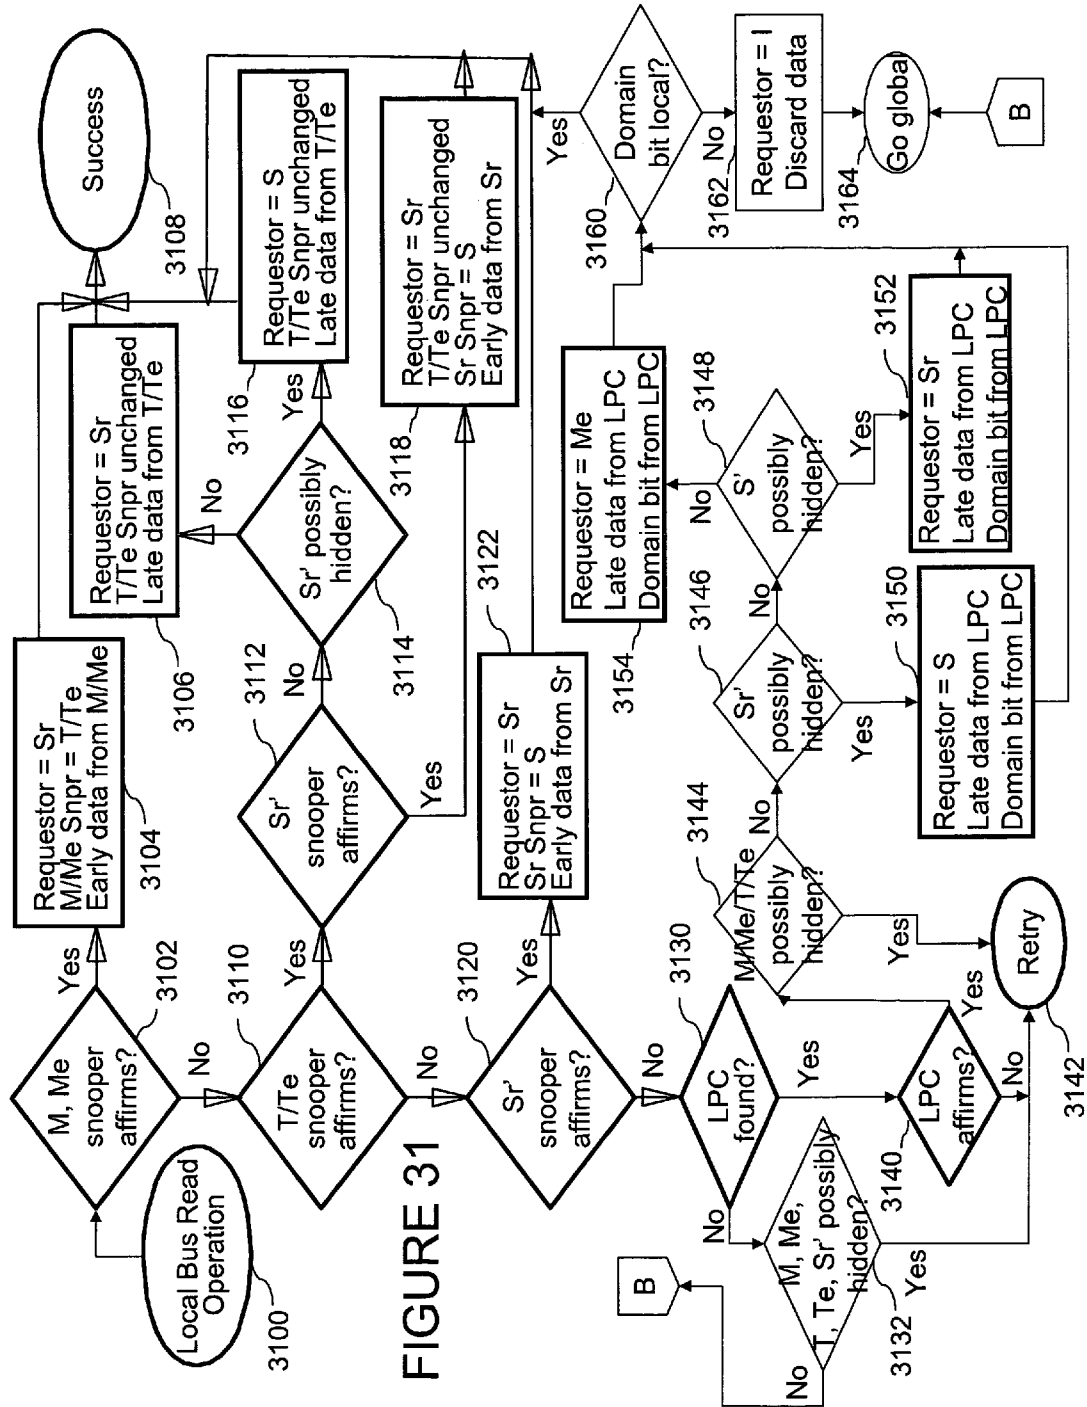 Local Bus Read
Operation
3100
M, Me
snooper
affirms?
3102
Yes
No
Requestor = Sr
M/Me Snpr = T/Te
Early data from M/Me
3104
Requestor = Sr
T/Te Snpr unchanged
Late data from T/Te
3106
Success
3108
T/Te
snooper
affirms?
3110
Yes
No
Sr'
snooper
affirms?
3112
No
Yes
Sr' possibly
hidden?
3114
No
Yes
Requestor = S
T/Te Snpr unchanged
Late data from T/Te
3116
Requestor = Sr
T/Te Snpr unchanged
Sr Snpr = S
Early data from Sr
3118
Sr'
snooper
affirms?
3120
Yes
No
Requestor = Sr
Sr Snpr = S
Early data from Sr
3122
LPC
found?
3130
No
Yes
M, Me,
T, Te, Sr' possibly
hidden?
3132
No
Yes
B
LPC
affirms?
3140
Yes
No
Retry
3142
M/Me/T/Te
possibly
hidden?
3144
No
Yes
Sr'
possibly
hidden?
3146
No
Yes
S'
possibly
hidden?
3148
No
Yes
Requestor = S
Late data from LPC
Domain bit from LPC
3150
Requestor = Sr
Late data from LPC
Domain bit from LPC
3152
Requestor = Me
Late data from LPC
Domain bit from LPC
3154
Domain
bit local?
3160
Yes
No
Requestor = I
Discard data
3162
Go global
3164
B
FIGURE 31